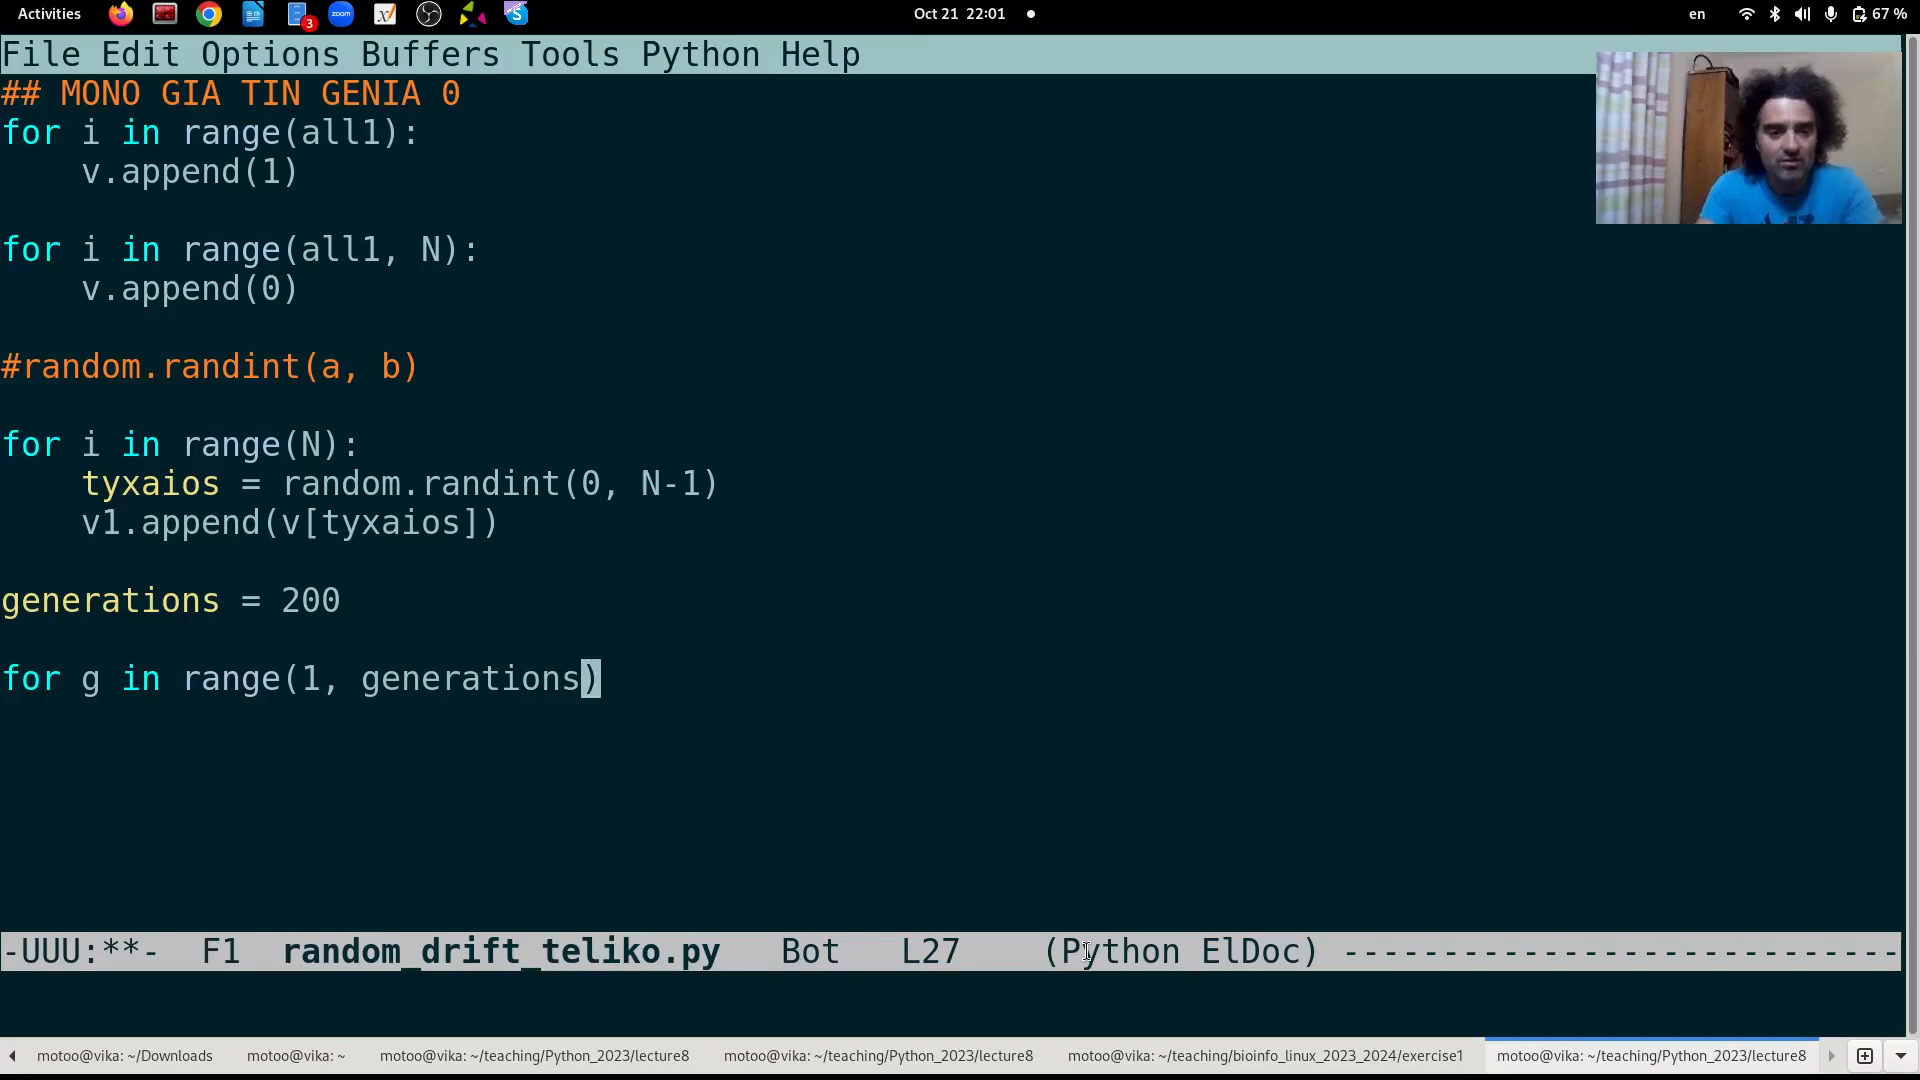 Activities
3
zoom
Oct 21 22:01
en
67 %
File Edit Options Buffers Tools Python Help
## MONO GIA TIN GENIA 0
for i in range(all1):
    v.append(1)
for i in range(all1, N):
    v.append(0)
#random.randint(a, b)
for i in range(N):
    tyxaios = random.randint(0, N-1)
    v1.append(v[tyxaios])
generations = 200
for g in range(1, generations)
-UUU:**-  F1  random_drift_teliko.py   Bot   L27    (Python ElDoc) ----------------------------
motoo@vika: ~/Downloads
motoo@vika: ~
motoo@vika: ~/teaching/Python_2023/lecture8
motoo@vika: ~/teaching/Python_2023/lecture8
motoo@vika: ~/teaching/bioinfo_linux_2023_2024/exercise1
motoo@vika: ~/teaching/Python_2023/lecture8